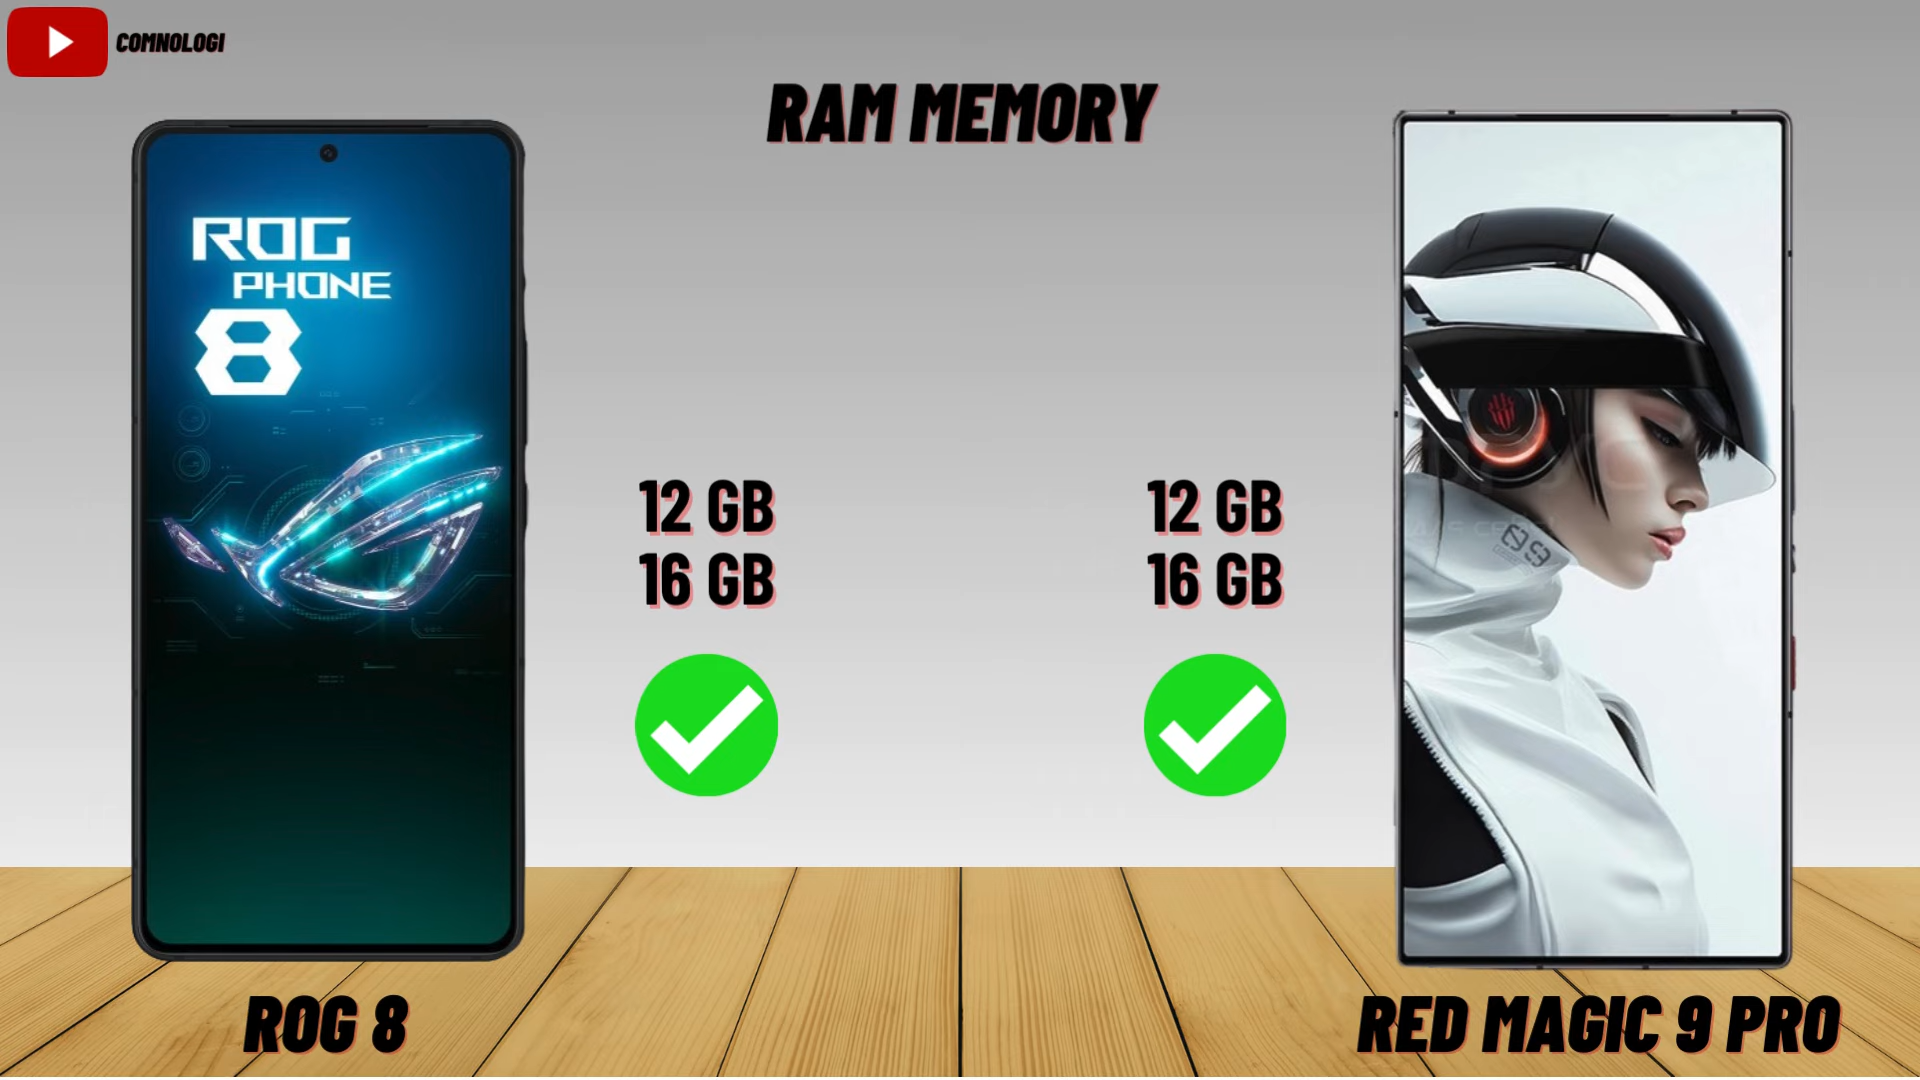 COMNOLOGI
RAM MEMORY
ROG
PHONE
8
12 GB
16 GB
12 GB
16 GB
09
ROG 8
RED MAGIC 9 PRO